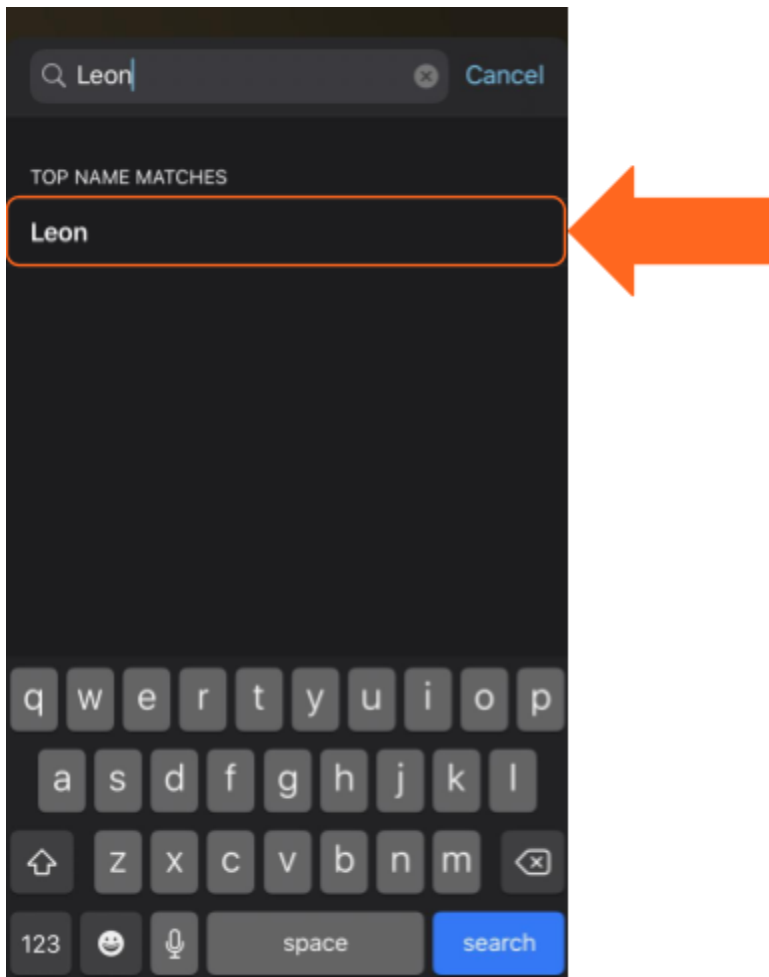 Leon Cancel
TOP NAME MATCHES
Leon
q w e r t y u i o p
a s d f g h j k l
z x c v b n m
123 space search